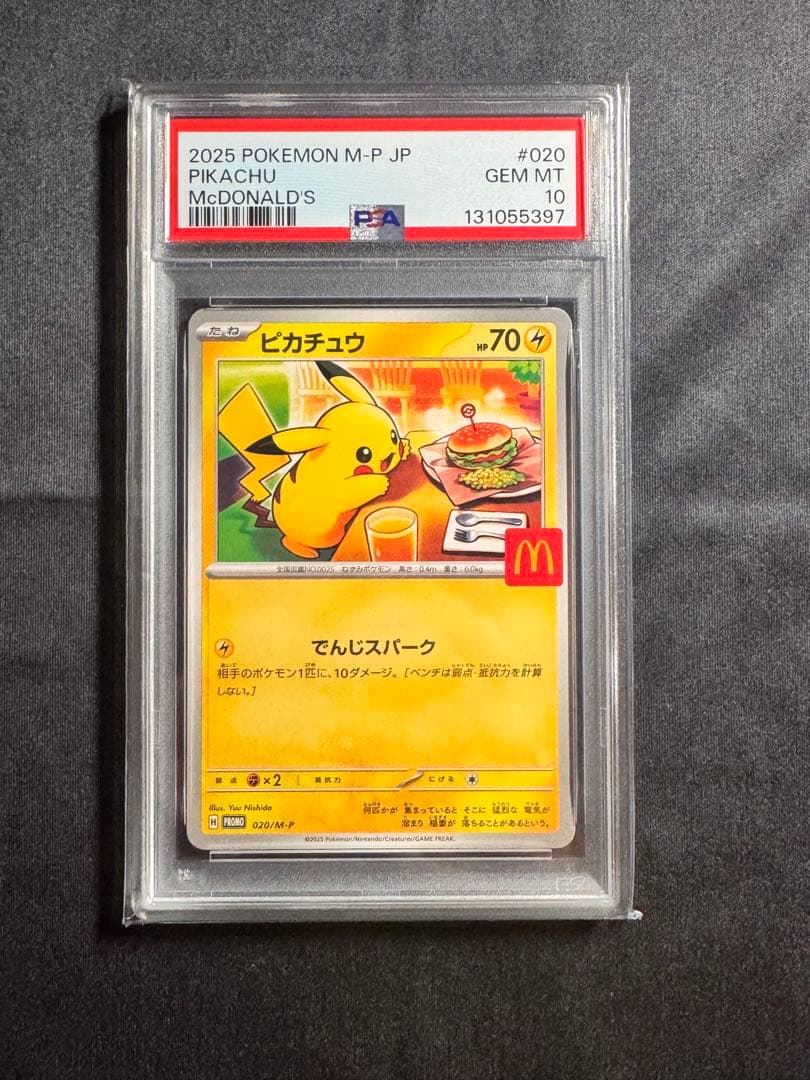 2025 POKEMON M-P JP #020
PIKACHU GEM MT
McDONALD'S 10
PSA 131055397
たね ピカチュウ HP 70
全国図鑑NO.0025 ねずみポケモン 高さ:0.4m 重さ:6.0kg
でんじスパーク
相手のポケモン1匹に、10ダメージ。[ベンチは弱点・抵抗力を計算
しない。]
弱点 ×2 抵抗力 にげる
Illus. Yuu Nishida
何匹かが 集まっていると そこに 猛烈な 電気が
溜まり 稲妻が 落ちることがあるという。
H PROMO 020/M-P
©2025 Pokémon/Nintendo/Creatures/GAME FREAK.